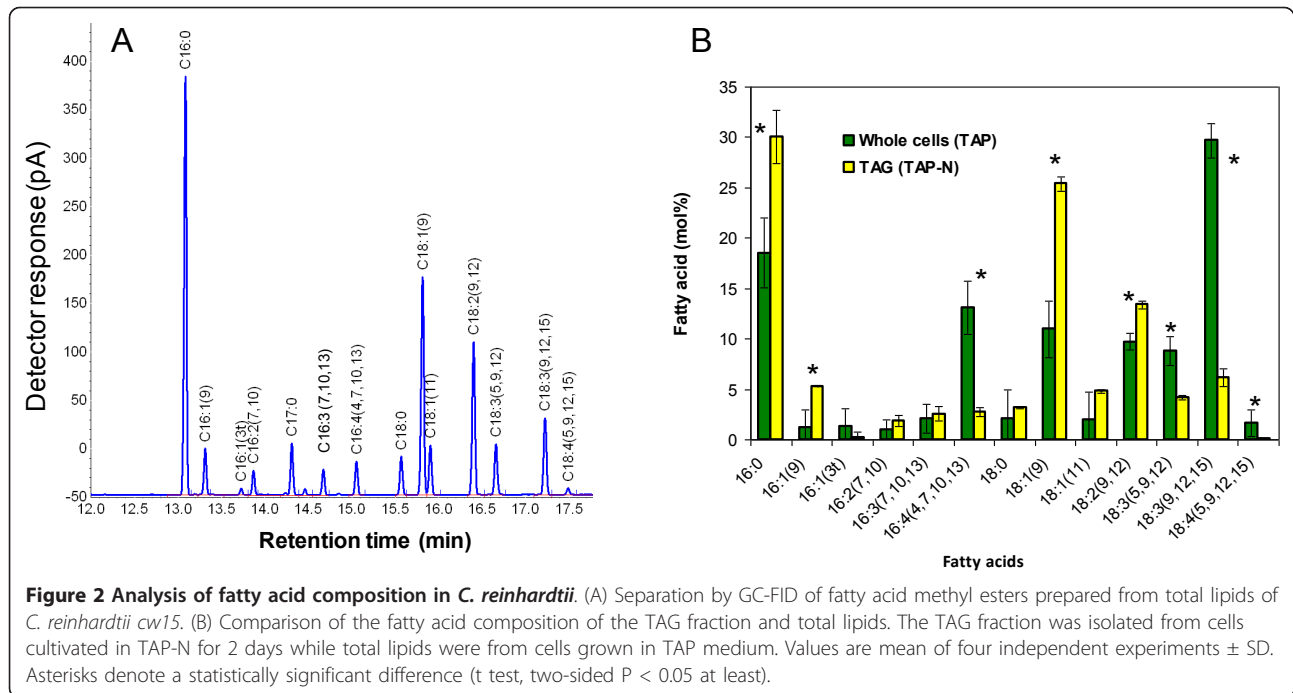 A
Detector response (pA)
400
350
300
250
200
150
100
50
0
-50
C16:0
C16:1(9)
C16:1(3t)
C16:2(7,10)
C17:0
C16:3 (7,10,13)
C16:4(4,7,10,13)
C18:0
C18:1(9)
C18:1(11)
C18:2(9,12)
C18:3(5,9,12)
C18:3(9,12,15)
C18:4(5,9,12,15)
12.0 12.5 13.0 13.5 14.0 14.5 15.0 15.5 16.0 16.5 17.0 17.5
Retention time (min)
B
Fatty acid (mol%)
35
30
25
20
15
10
5
0
Whole cells (TAP)
TAG (TAP-N)
* * * * * * * *
16:0
16:1(9)
16:1(3t)
16:2(7,10)
16:3(7,10,13)
16:4(4,7,10,13)
18:0
18:1(9)
18:1(11)
18:2(9,12)
18:3(5,9,12)
18:3(9,12,15)
18:4(5,9,12,15)
Fatty acids
Figure 2 Analysis of fatty acid composition in C. reinhardtii. (A) Separation by GC-FID of fatty acid methyl esters prepared from total lipids of
C. reinhardtii cw15. (B) Comparison of the fatty acid composition of the TAG fraction and total lipids. The TAG fraction was isolated from cells
cultivated in TAP-N for 2 days while total lipids were from cells grown in TAP medium. Values are mean of four independent experiments ± SD.
Asterisks denote a statistically significant difference (t test, two-sided P < 0.05 at least).